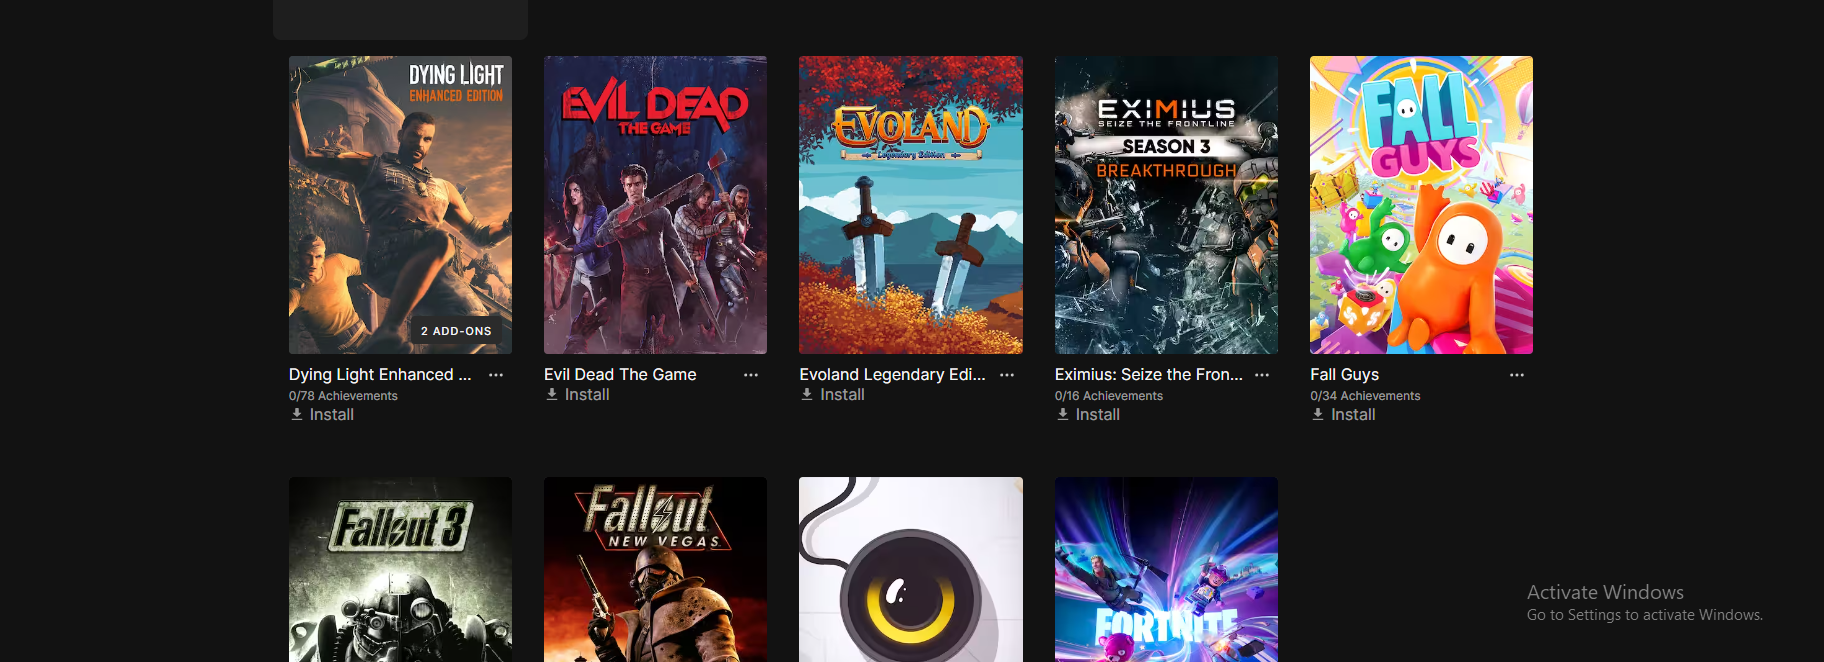 DYING LIGHT
ENHANCED EDITION
2 ADD-ONS
Dying Light Enhanced ...
0/78 Achievements
Install
EVIL DEAD
THE GAME
Evil Dead The Game
Install
EVOLAND
Legendary Edition
Evoland Legendary Edi...
Install
EXIMIUS
SEIZE THE FRONTLINE
SEASON 3
BREAKTHROUGH
Eximius: Seize the Fron...
0/16 Achievements
Install
FALL
GUYS
Fall Guys
0/34 Achievements
Install
Fallout 3
Fallout
NEW VEGAS
FORTNITE
Activate Windows
Go to Settings to activate Windows.